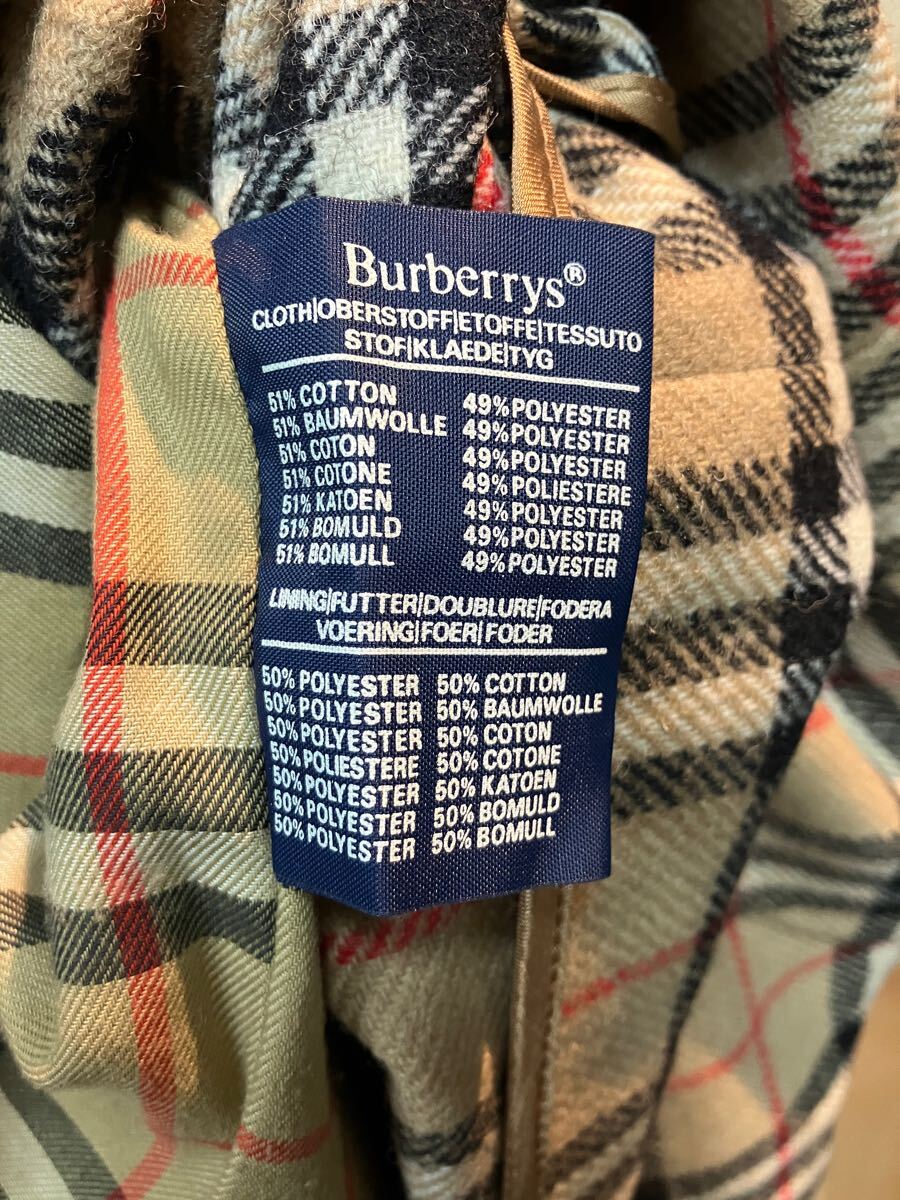 Burberrys®
CLOTH|OBERSTOFF|ETOFFE|TESSUTO
STOF|KLAEDE|TYG
51% COTTON 49% POLYESTER
51% BAUMWOLLE 49% POLYESTER
51% COTON 49% POLYESTER
51% COTONE 49% POLIESTERE
51% KATOEN 49% POLYESTER
51% BOMULD 49% POLYESTER
51% BOMULL 49% POLYESTER
LINING|FUTTER|DOUBLURE|FODERA
VOERING|FOER|FODER
50% POLYESTER 50% COTTON
50% POLYESTER 50% BAUMWOLLE
50% POLYESTER 50% COTON
50% POLIESTERE 50% COTONE
50% POLYESTER 50% KATOEN
50% POLYESTER 50% BOMULD
50% POLYESTER 50% BOMULL